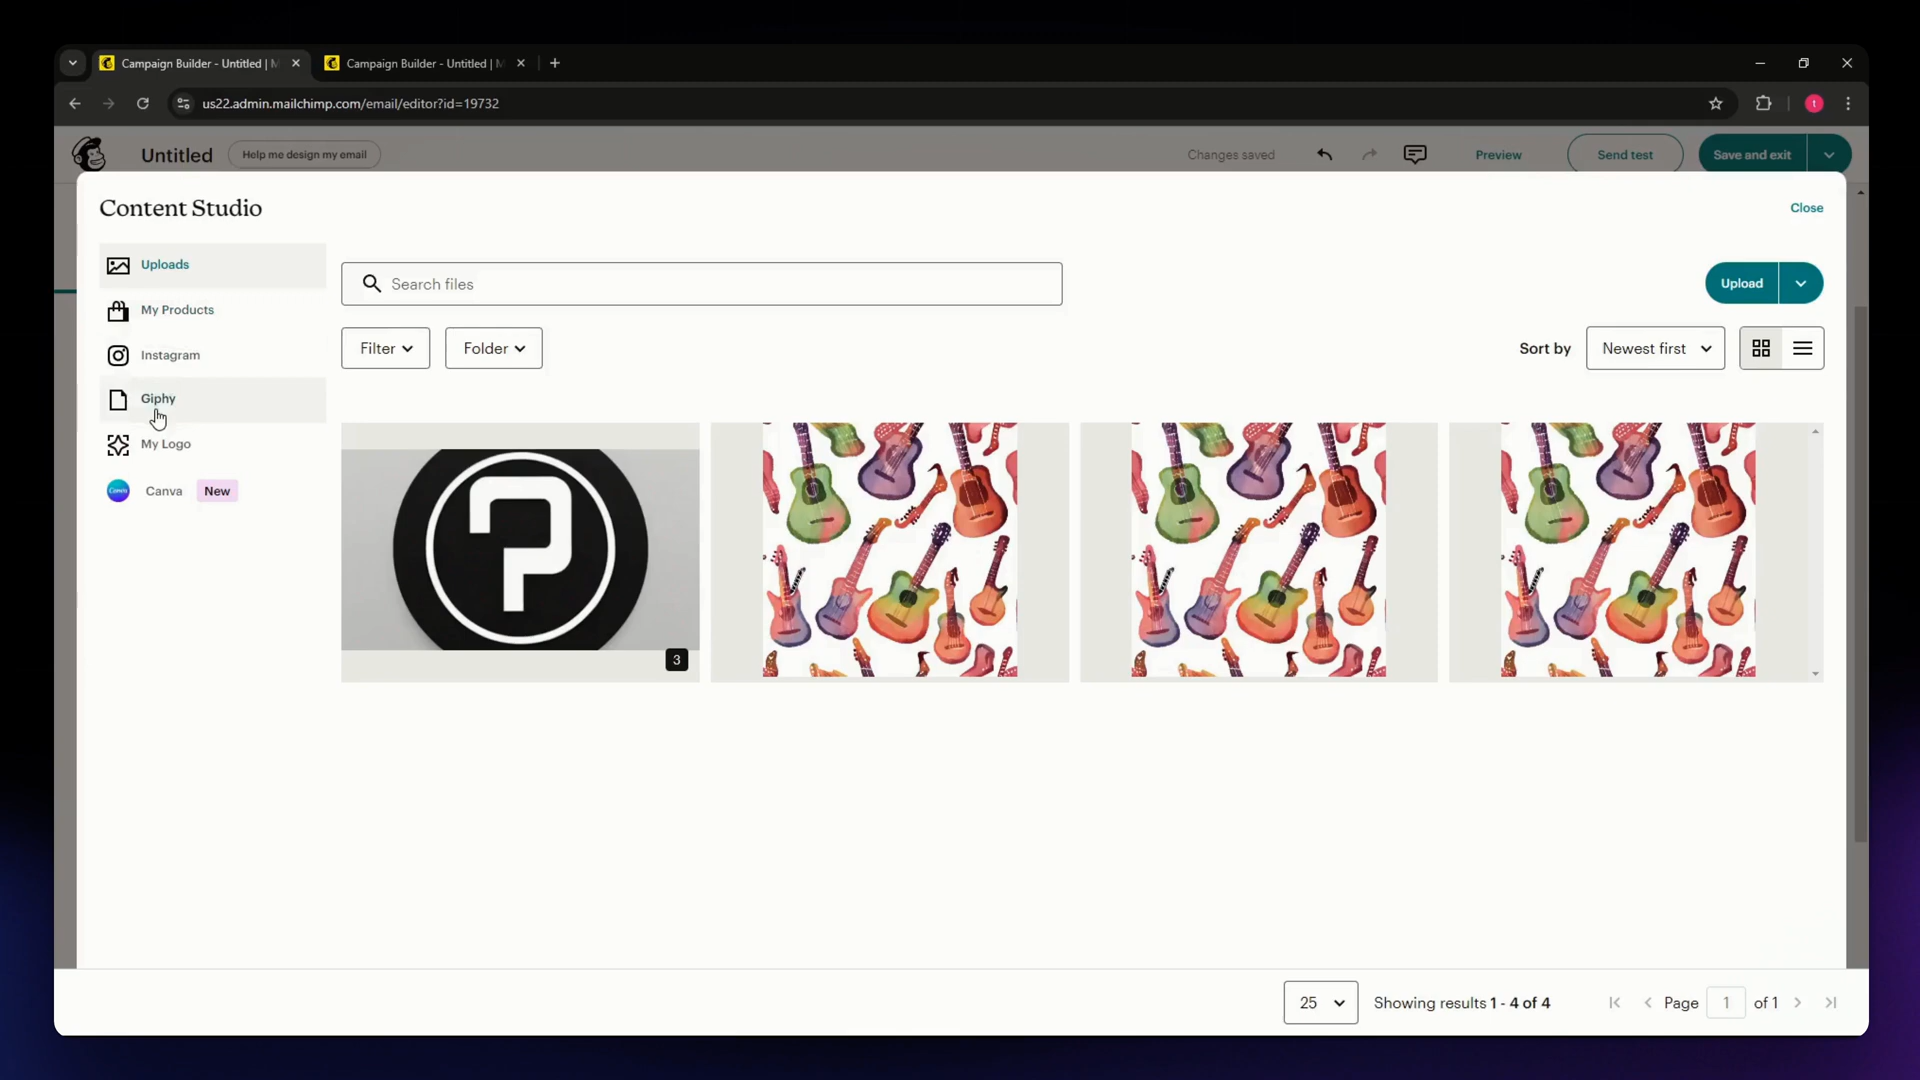 Campaign Builder - Untitled | M
Campaign Builder - Untitled | M
us22.admin.mailchimp.com/email/editor?id=19732
t
Untitled
Help me design my email
Changes saved
Preview
Send test
Save and exit
Content Studio
Close
Uploads
My Products
Instagram
Giphy
My Logo
Canva
New
Search files
Upload
Filter
Folder
Sort by
Newest first
3
25
Showing results 1 - 4 of 4
Page
1
of 1